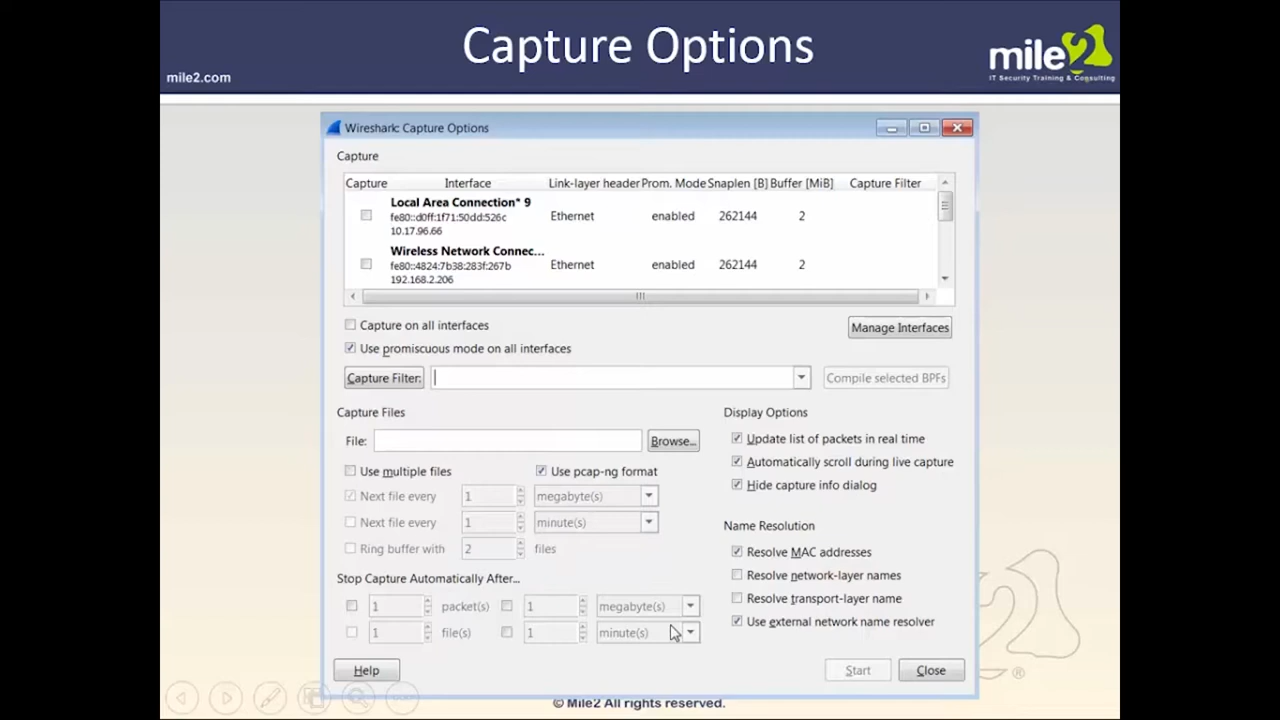 Capture Options
mile2
IT Security Training & Consulting
mile2.com
Wireshark: Capture Options
Capture
Capture Interface Link-layer header Prom. Mode Snaplen [B] Buffer [MiB] Capture Filter
Local Area Connection* 9
fe80::d0ff:1f71:50dd:526c Ethernet enabled 262144 2
10.17.96.66
Wireless Network Connec...
fe80::4824:7b38:283f:267b Ethernet enabled 262144 2
192.168.2.206
Capture on all interfaces
Manage Interfaces
Use promiscuous mode on all interfaces
Capture Filter: Compile selected BPFs
Capture Files
File: Browse...
Use multiple files Use pcap-ng format
Next file every 1 megabyte(s)
Next file every 1 minute(s)
Ring buffer with 2 files
Stop Capture Automatically After...
1 packet(s) 1 megabyte(s)
1 file(s) 1 minute(s)
Display Options
Update list of packets in real time
Automatically scroll during live capture
Hide capture info dialog
Name Resolution
Resolve MAC addresses
Resolve network-layer names
Resolve transport-layer name
Use external network name resolver
Help Start Close
®
© Mile2 All rights reserved.